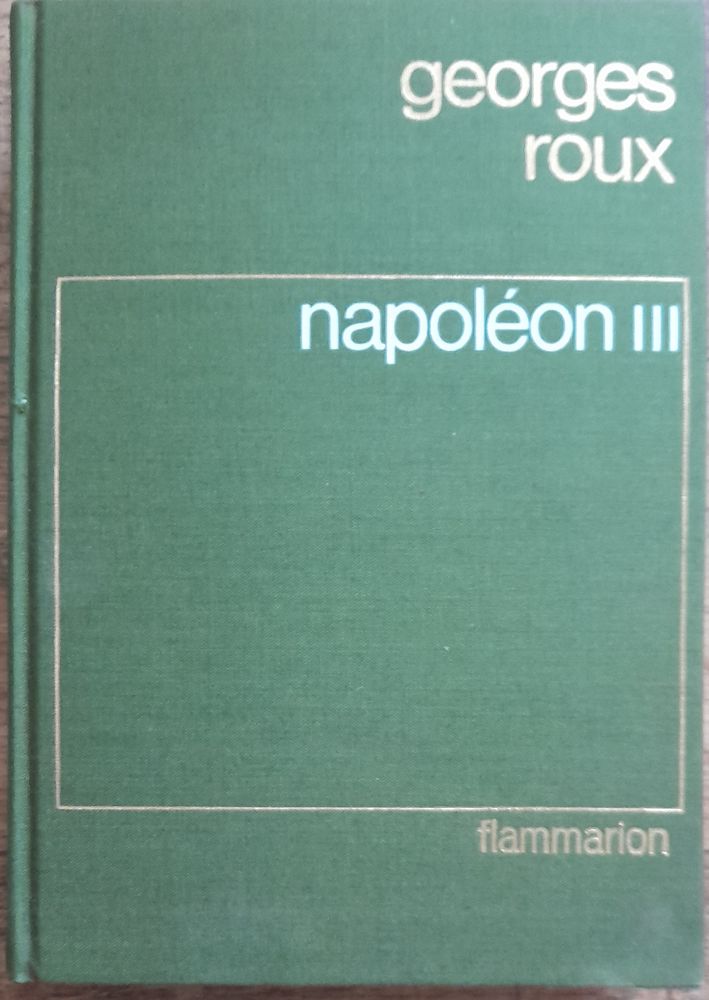 georges
roux
napoléon III
flammarion